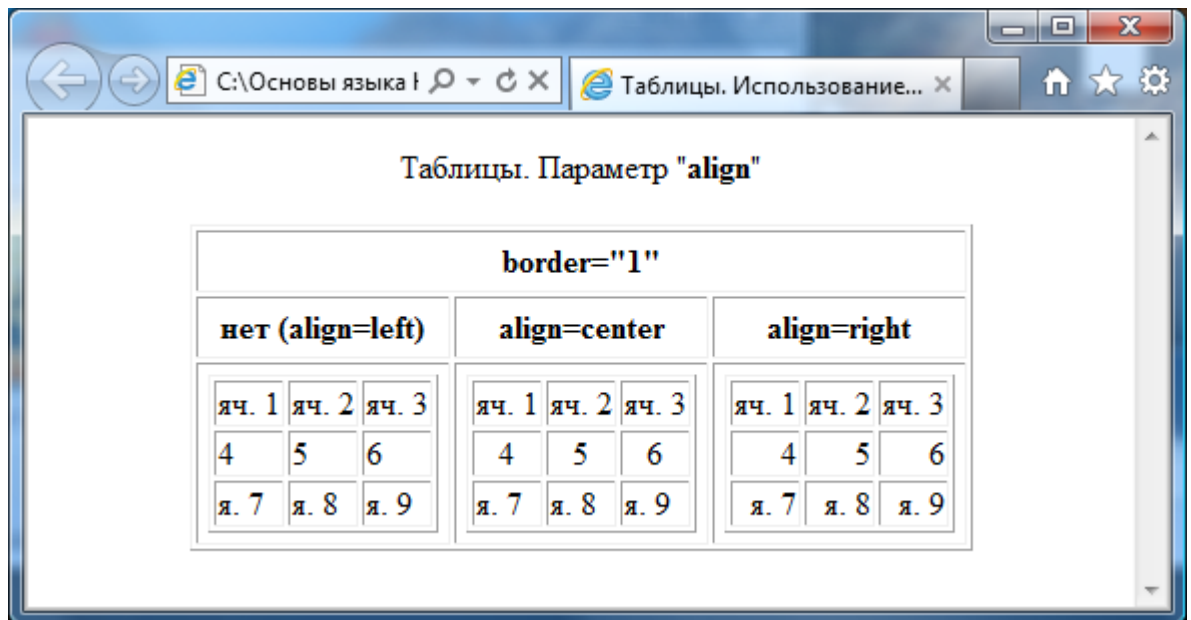 C:\Основы языка
Таблицы. Использование...
Таблицы. Параметр "align"
border="1"
нет (align=left) align=center align=right
яч. 1 яч. 2 яч. 3 яч. 1 яч. 2 яч. 3 яч. 1 яч. 2 яч. 3
4 5 6 4 5 6 4 5 6
я. 7 я. 8 я. 9 я. 7 я. 8 я. 9 я. 7 я. 8 я. 9